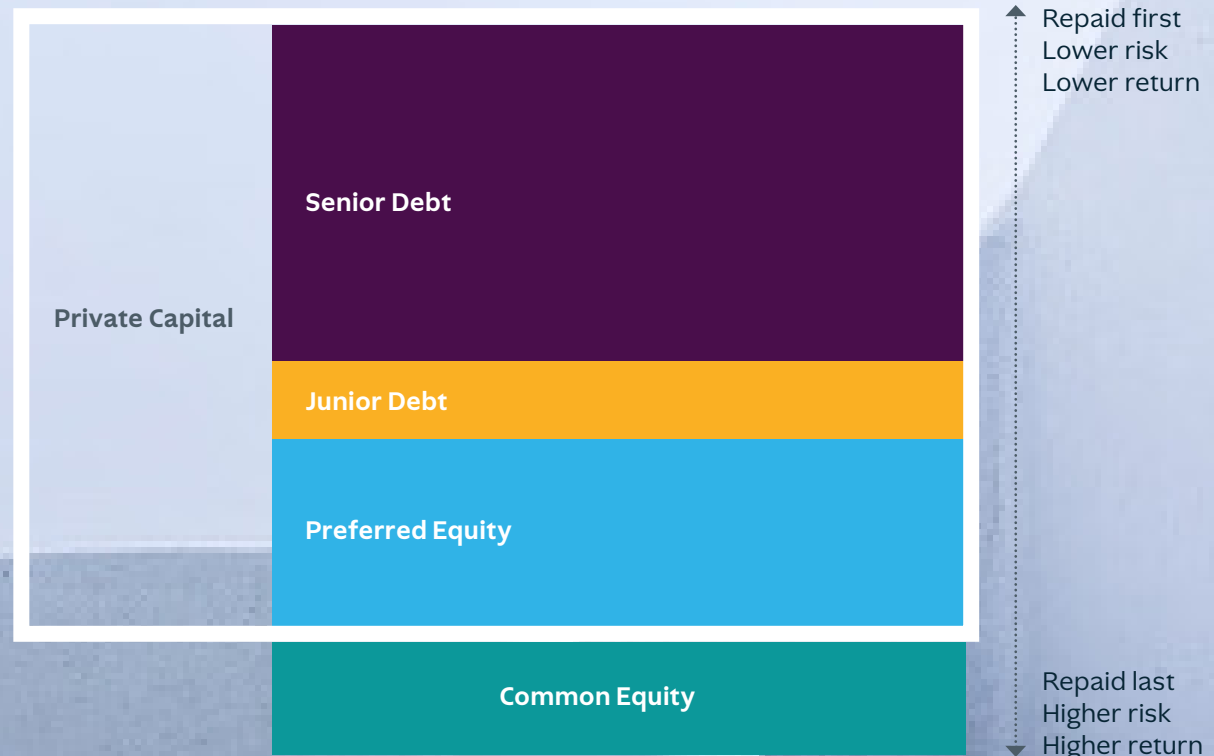 Repaid first
Lower risk
Lower return
Senior Debt
Private Capital
Junior Debt
Preferred Equity
Common Equity
Repaid last
Higher risk
Higher return